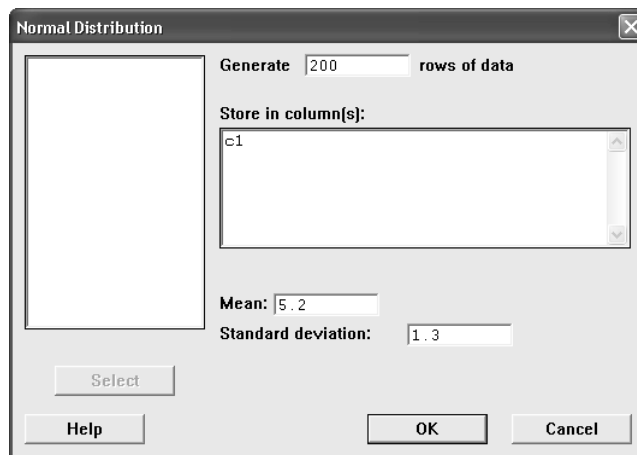 Normal Distribution
Generate 200 rows of data
Store in column(s):
c1
Mean: 5.2
Standard deviation: 1.3
Select
Help OK Cancel